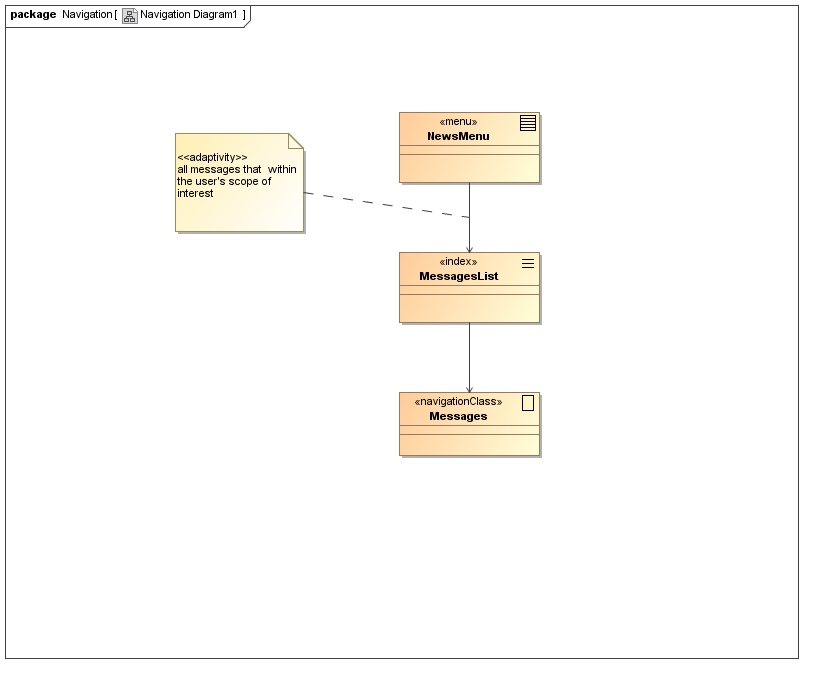 package Navigation [ Navigation Diagram1 ]
«menu»
NewsMenu
<<adaptivity>>
all messages that within
the user's scope of
interest
«index»
MessagesList
«navigationClass»
Messages